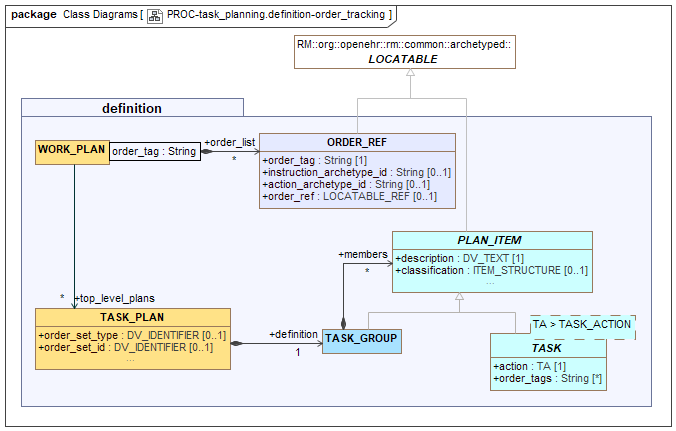 package Class Diagrams [ PROC-task_planning.definition-order_tracking ]
RM::org::openehr::rm::common::archetyped::
LOCATABLE
definition
WORK_PLAN
order_tag : String
+order_list
*
ORDER_REF
+order_tag : String [1]
+instruction_archetype_id : String [0..1]
+action_archetype_id : String [0..1]
+order_ref : LOCATABLE_REF [0..1]
PLAN_ITEM
+description : DV_TEXT [1]
+classification : ITEM_STRUCTURE [0..1]
...
+members
*
*
+top_level_plans
TASK_PLAN
+order_set_type : DV_IDENTIFIER [0..1]
+order_set_id : DV_IDENTIFIER [0..1]
...
+definition
1
TASK_GROUP
TA > TASK_ACTION
TASK
+action : TA [1]
+order_tags : String [*]